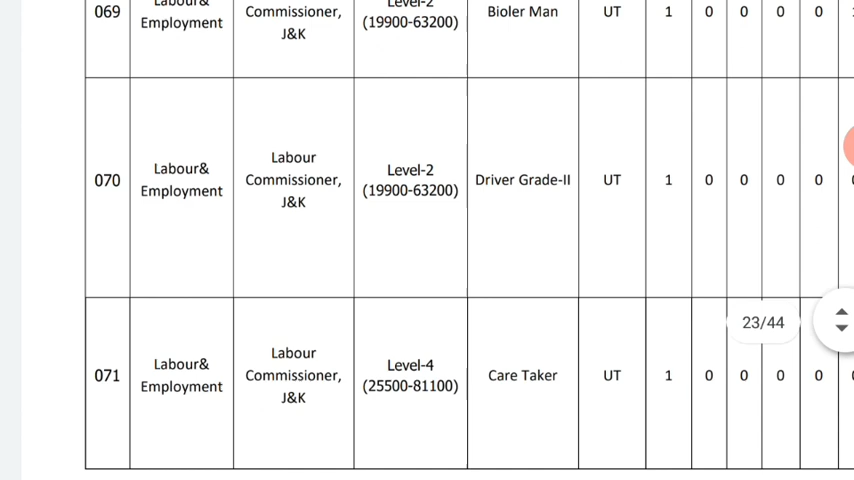 069
Labour&
Employment
Commissioner,
J&K
Level-2
(19900-63200)
Bioler Man
UT
1
0
0
0
0
070
Labour&
Employment
Labour
Commissioner,
J&K
Level-2
(19900-63200)
Driver Grade-II
UT
1
0
0
0
0
23/44
071
Labour&
Employment
Labour
Commissioner,
J&K
Level-4
(25500-81100)
Care Taker
UT
1
0
0
0
0